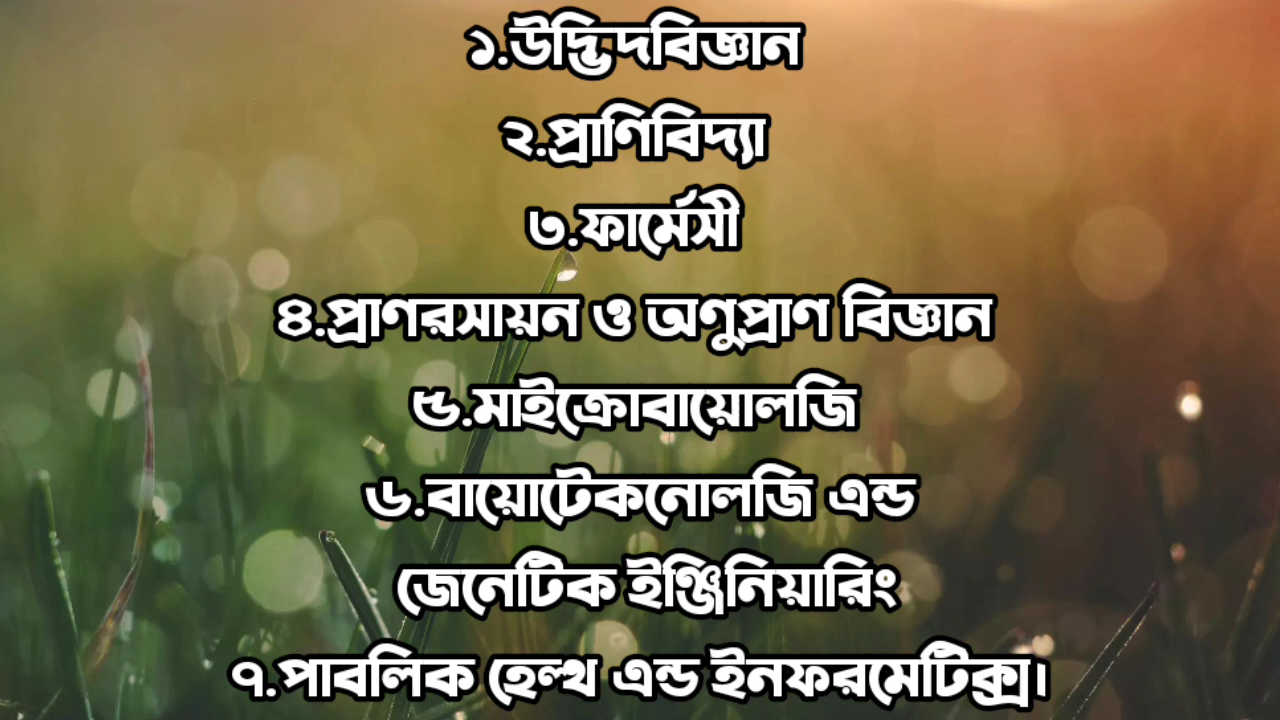 ১.উদ্ভিদবিজ্ঞান
২.প্রাণিবিদ্যা
৩.ফার্মেসী
৪.প্রাণরসায়ন ও অণুপ্রাণ বিজ্ঞান
৫.মাইক্রোবায়োলজি
৬.বায়োটেকনোলজি এন্ড
জেনেটিক ইঞ্জিনিয়ারিং
৭.পাবলিক হেল্থ এন্ড ইনফরমেটিক্স।